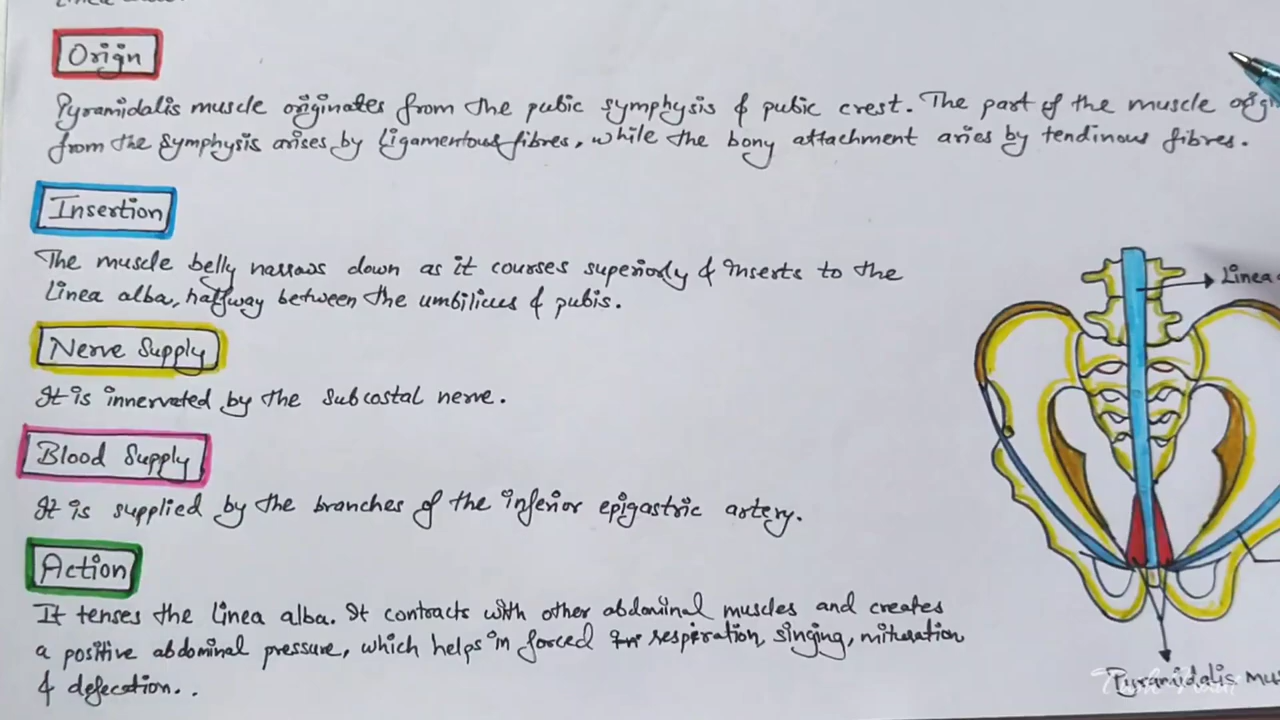 Origin
Pyramidalis muscle originates from the pubic symphysis & pubic crest. The part of the muscle
from the symphysis arises by ligamentous fibres, while the bony attachment aries by tendinous fibres.
Insertion
The muscle belly narrows down as it courses superiorly & inserts to the
linea alba, halfway between the umbilicus & pubis.
Linea
Nerve Supply
It is innervated by the subcostal nerve.
Blood Supply
It is supplied by the branches of the inferior epigastric artery.
Action
It tenses the linea alba. It contracts with other abdominal muscles and creates
a positive abdominal pressure, which helps in forced respiration, singing, mituration
& defecation..
Pyramidalis mus